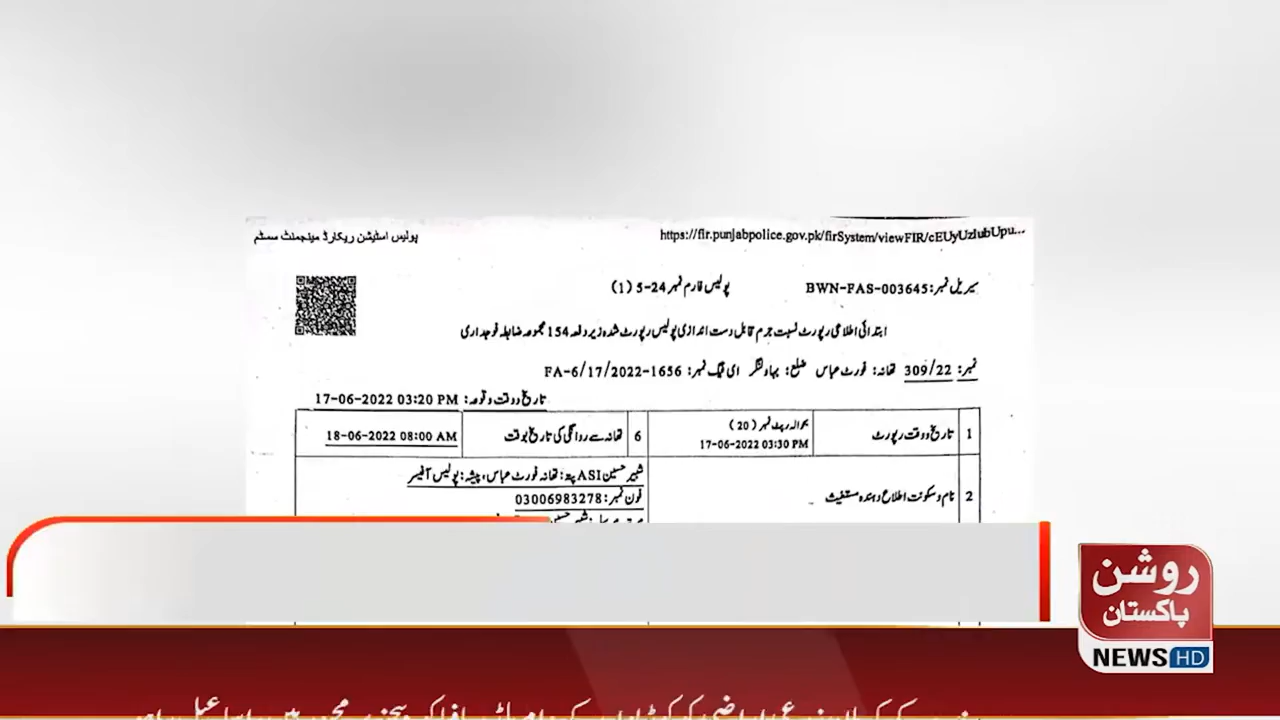 پولیس اسٹیشن ریکارڈ مینجمنٹ سسٹم
https://fir.punjabpolice.gov.pk/firSystem/viewFIR/cEUyUzlubUpu...
سیریل نمبر: BWN-FAS-003645
پولیس فارم نمبر 24-5 (1)
ابتدائی اطلاعی رپورٹ نسبت جرم قابل دست اندازی پولیس رپورٹ شدہ زیر دفعہ 154 مجموعہ ضابطہ فوجداری
نمبر: 309/22 تھانہ: فورٹ عباس ضلع: بہاولنگر ای ٹیگ نمبر: FA-6/17/2022-1656
تاریخ و وقت وقوعہ: 17-06-2022 03:20 PM
1 تاریخ و وقت رپورٹ
بحوالہ رپٹ نمبر (20)
17-06-2022 03:30 PM
6 تھانہ سے روانگی کی تاریخ بوقت
18-06-2022 08:00 AM
2 نام و سکونت اطلاع دہندہ مستغیث
شبیر حسین ASI پتہ: تھانہ فورٹ عباس، پیشہ: پولیس آفیسر
فون نمبر: 03006983278
روشن
پاکستان
NEWS HD